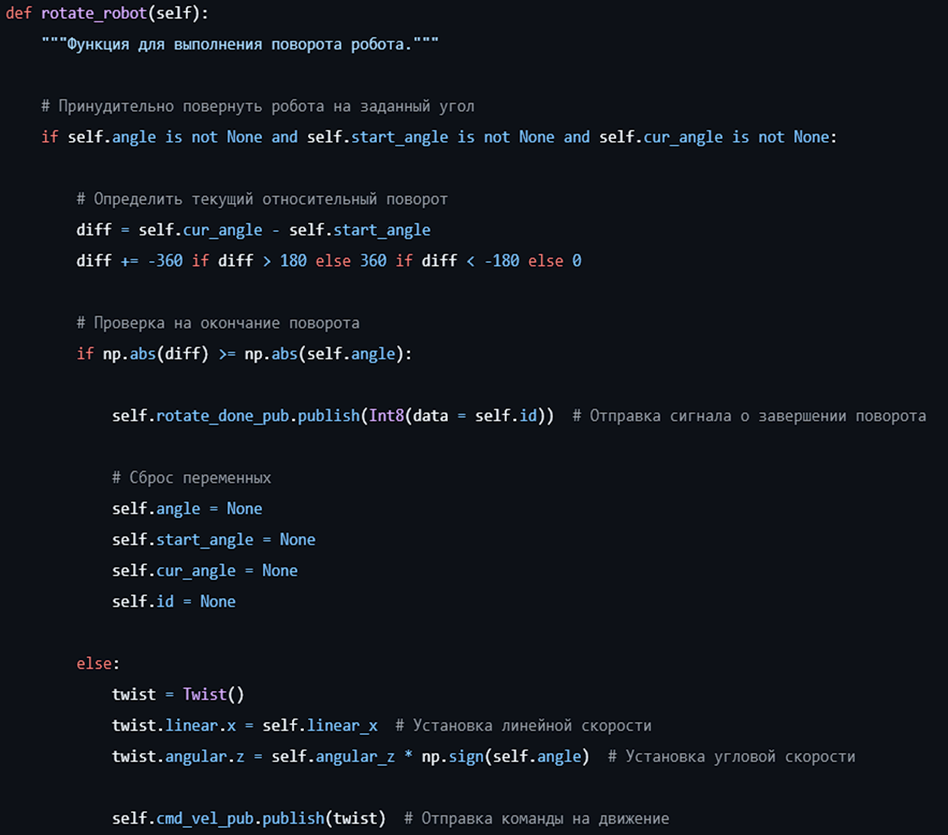 def rotate_robot(self):
"""Функция для выполнения поворота робота."""
# Принудительно повернуть робота на заданный угол
if self.angle is not None and self.start_angle is not None and self.cur_angle is not None:
# Определить текущий относительный поворот
diff = self.cur_angle - self.start_angle
diff += -360 if diff > 180 else 360 if diff < -180 else 0
# Проверка на окончание поворота
if np.abs(diff) >= np.abs(self.angle):
self.rotate_done_pub.publish(Int8(data = self.id))  # Отправка сигнала о завершении поворота
# Сброс переменных
self.angle = None
self.start_angle = None
self.cur_angle = None
self.id = None
else:
twist = Twist()
twist.linear.x = self.linear_x  # Установка линейной скорости
twist.angular.z = self.angular_z * np.sign(self.angle)  # Установка угловой скорости
self.cmd_vel_pub.publish(twist)  # Отправка команды на движение